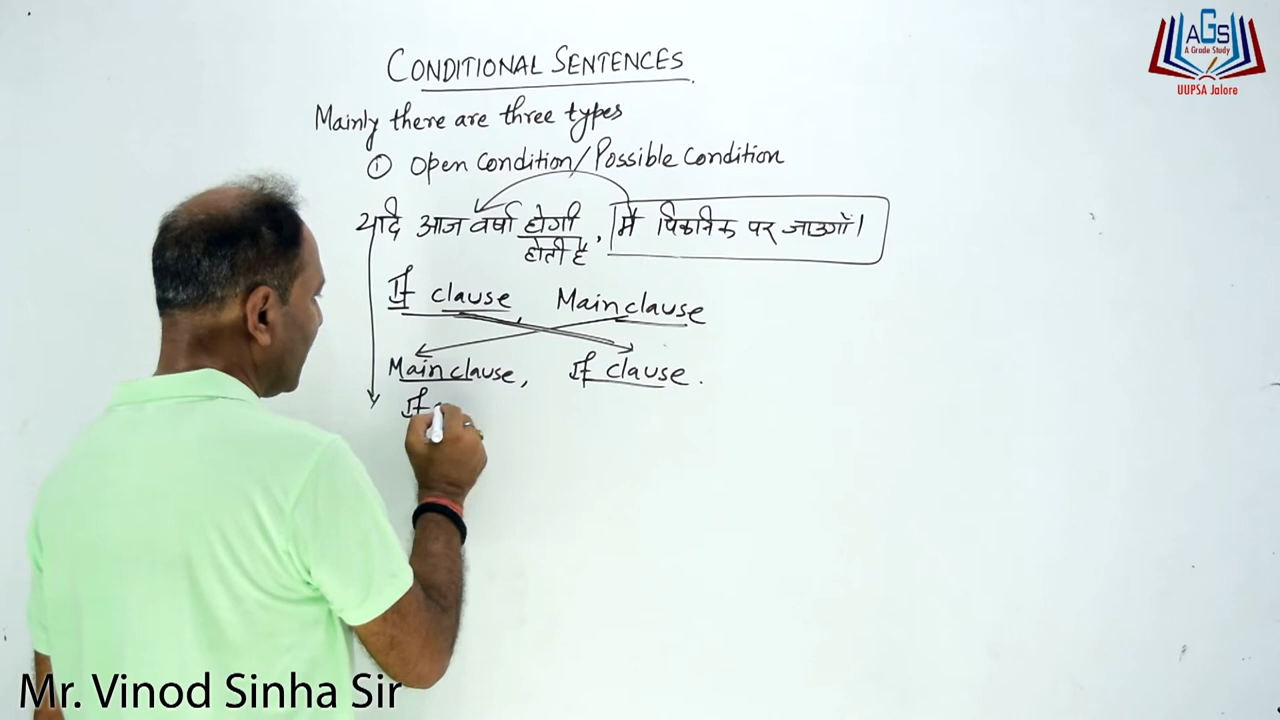 AGS
A Grade Study
UUPSA Jalore
CONDITIONAL SENTENCES
Mainly there are three types
① Open Condition/Possible Condition
यदि आज वर्षा होगी, मैं पिकनिक पर जाउगाँ।
होती है
If clause, Main clause
Main clause, If clause.
If
Mr. Vinod Sinha Sir